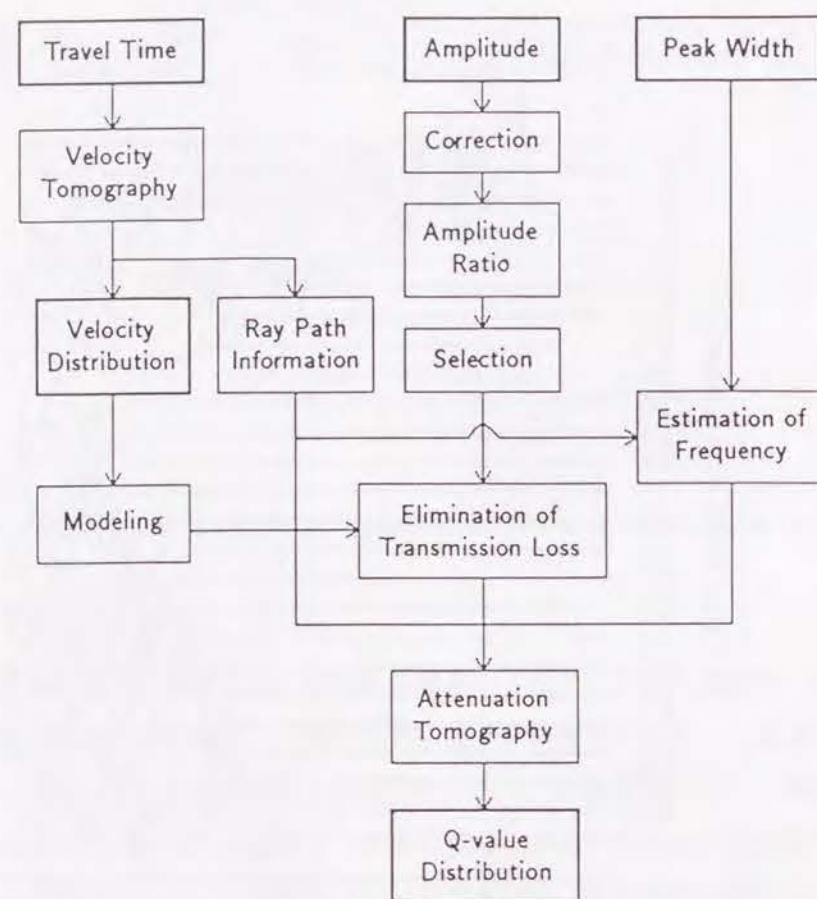 Travel Time
Amplitude
Peak Width
Velocity
Tomography
Correction
Amplitude
Ratio
Velocity
Distribution
Ray Path
Information
Selection
Estimation of
Frequency
Modeling
Elimination of
Transmission Loss
Attenuation
Tomography
Q-value
Distribution